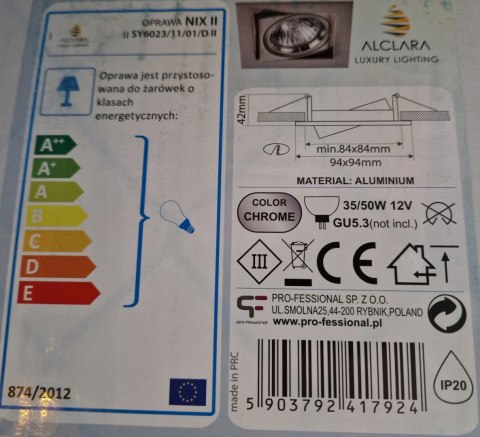 OPRAWA NIX II
II SY6023/11/01/D II
Oprawa jest przystoso-
wana do żarówek o
klasach
energetycznych:
A++
A+
A
B
C
D
E
874/2012
ALCLARA
LUXURY LIGHTING
42mm
min.84x84mm
94x94mm
MATERIAL: ALUMINIUM
COLOR
CHROME
35/50W 12V
GU5.3(not incl.)
III
CE
PRO-FESSIONAL SP. Z O.O.
UL.SMOLNA25,44-200 RYBNIK,POLAND
www.pro-fessional.pl
made in PRC
5 903792 417924
IP20